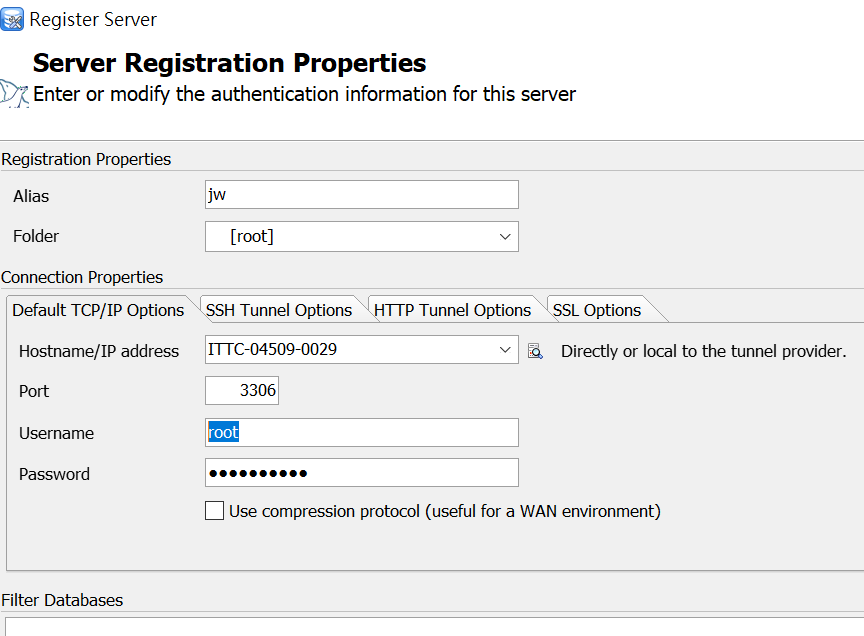 Register Server
Server Registration Properties
Enter or modify the authentication information for this server
Registration Properties
Alias jw
Folder [root]
Connection Properties
Default TCP/IP Options SSH Tunnel Options HTTP Tunnel Options SSL Options
Hostname/IP address ITTC-04509-0029 Directly or local to the tunnel provider.
Port 3306
Username root
Password ●●●●●●●●●●
Use compression protocol (useful for a WAN environment)
Filter Databases